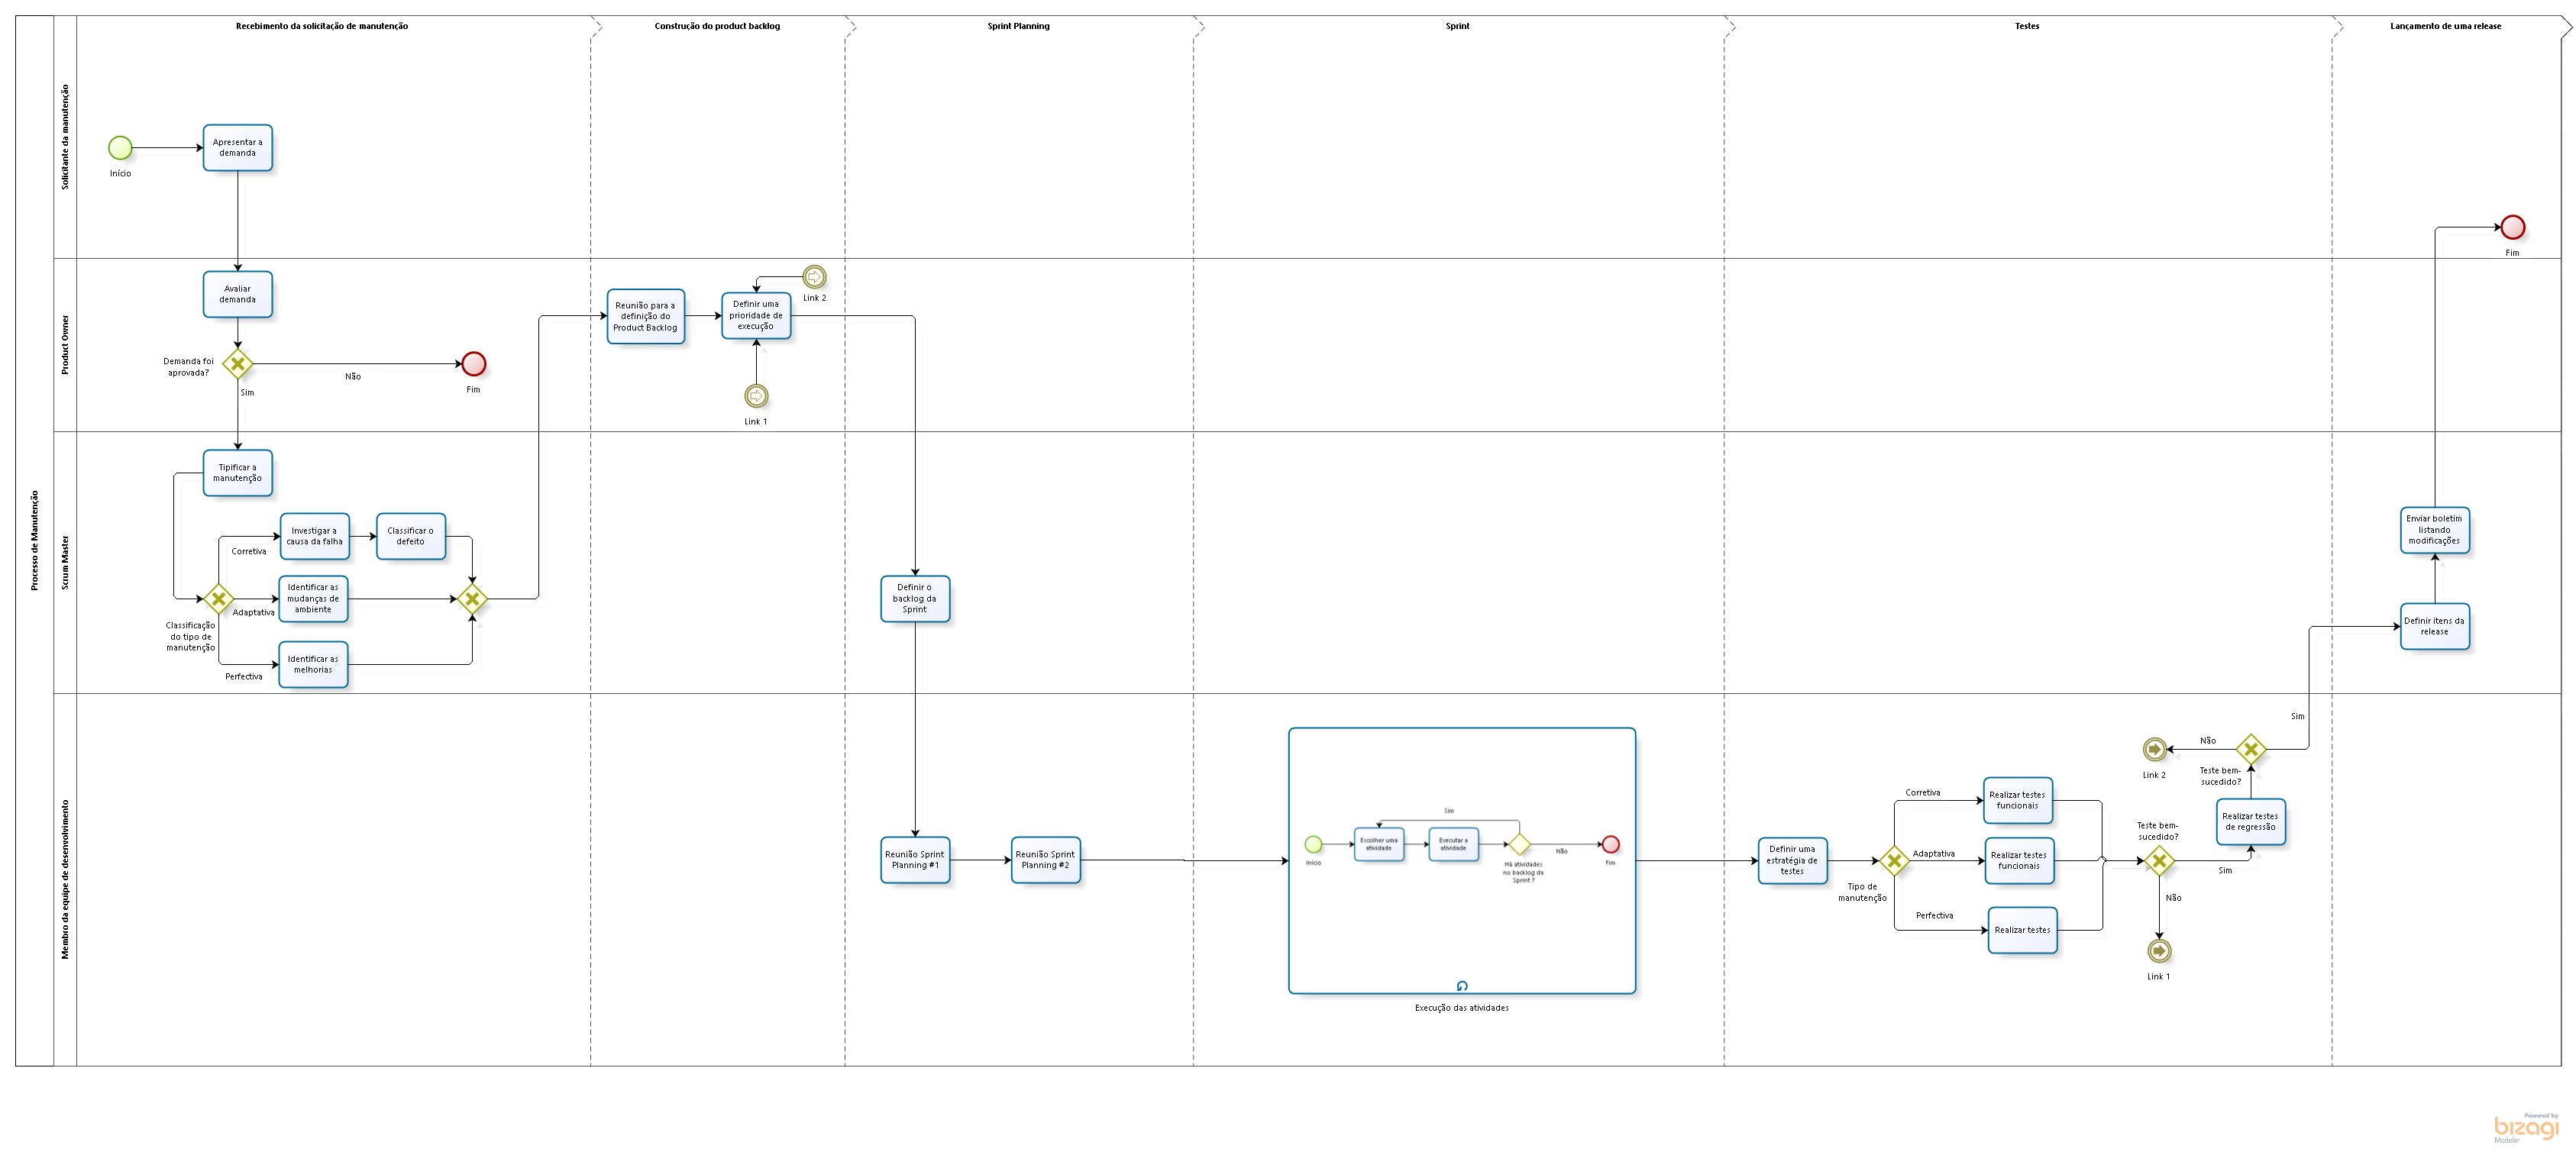 Processo de Manutenção
Recebimento da solicitação de manutenção
Construção do product backlog
Sprint Planning
Sprint
Testes
Lançamento de uma release
Solicitante da manutenção
Início
Apresentar a
demanda
Fim
Product Owner
Avaliar
demanda
Demanda foi
aprovada?
Não
Fim
Sim
Reunião para a
definição do
Product Backlog
Definir uma
prioridade de
execução
Link 2
Link 1
Scrum Master
Tipificar a
manutenção
Classificação
do tipo de
manutenção
Corretiva
Investigar a
causa da falha
Classificar o
defeito
Adaptativa
Identificar as
mudanças de
ambiente
Perfectiva
Identificar as
melhorias
Definir o
backlog da
Sprint
Enviar boletim
listando
modificações
Definir itens da
release
Membro da equipe de desenvolvimento
Reunião Sprint
Planning #1
Reunião Sprint
Planning #2
Início
Escolher uma
atividade
Executar a
atividade
Sim
Há atividades
no backlog da
Sprint ?
Não
Fim
Execução das atividades
Definir uma
estratégia de
testes
Tipo de
manutenção
Corretiva
Realizar testes
funcionais
Adaptativa
Realizar testes
funcionais
Perfectiva
Realizar testes
Teste bem-
sucedido?
Não
Link 1
Sim
Realizar testes
de regressão
Teste bem-
sucedido?
Não
Link 2
Sim
Powered by
bizagi
Modeler